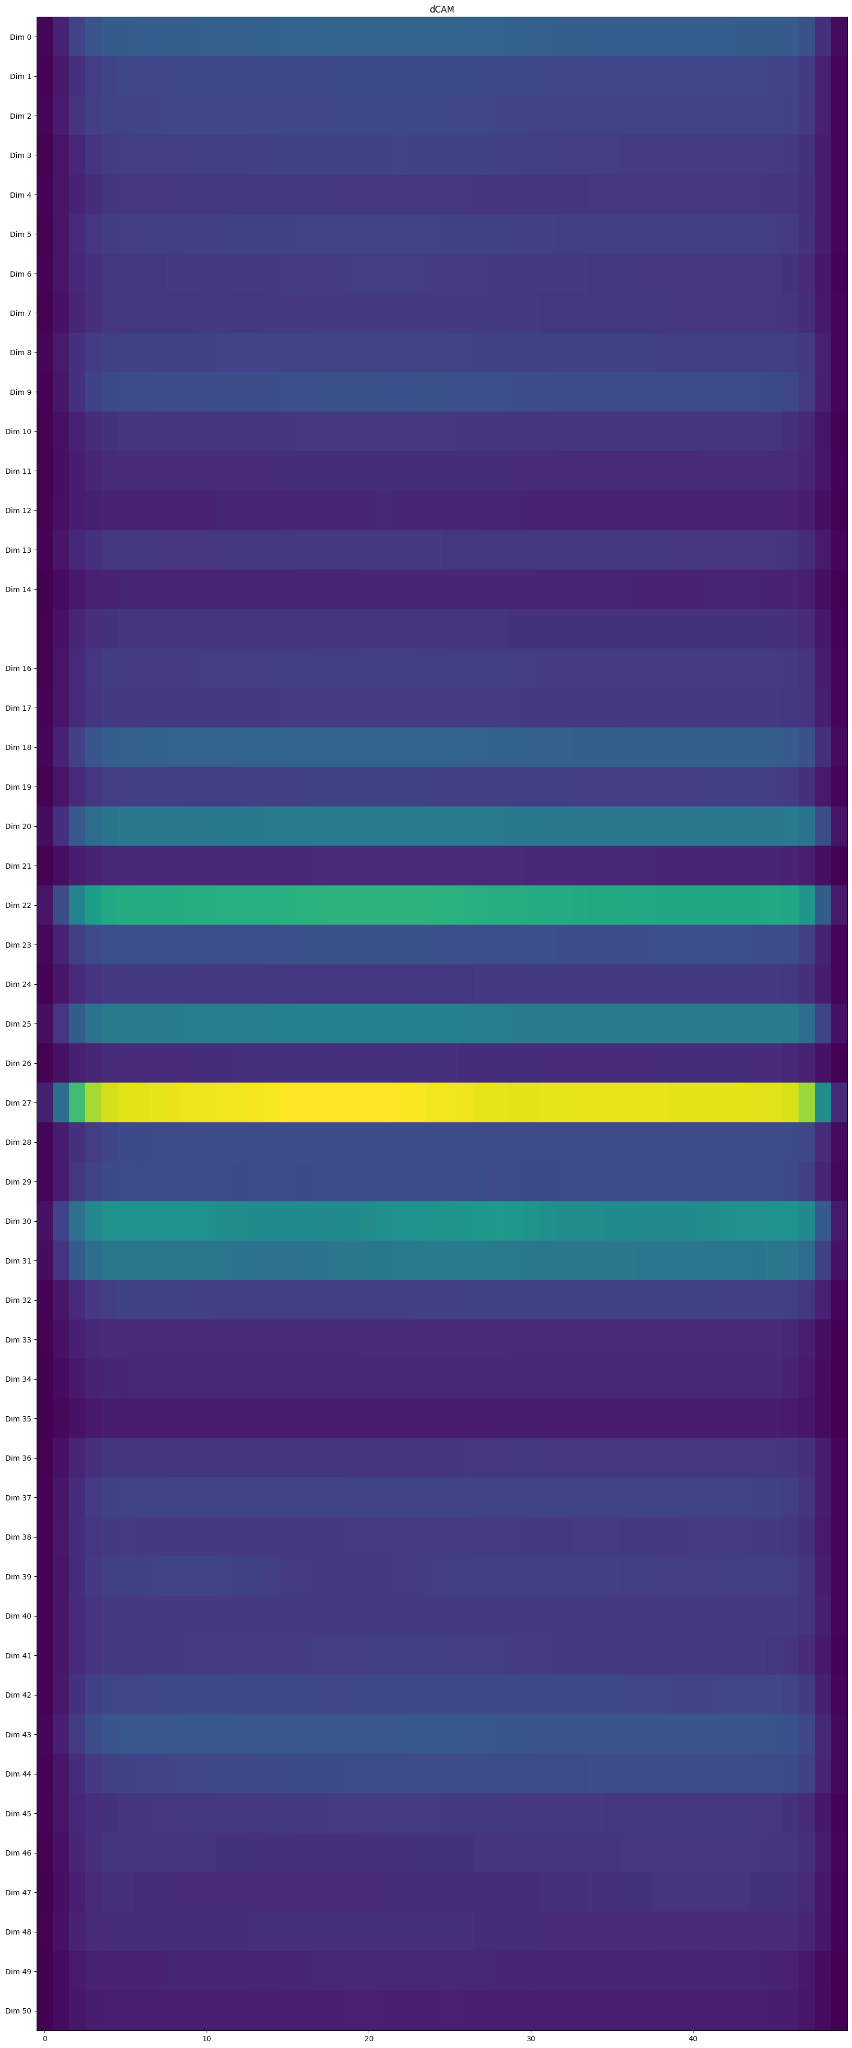 dCAM
Dim 0
Dim 1
Dim 2
Dim 3
Dim 4
Dim 5
Dim 6
Dim 7
Dim 8
Dim 9
Dim 10
Dim 11
Dim 12
Dim 13
Dim 14
Dim 16
Dim 17
Dim 18
Dim 19
Dim 20
Dim 21
Dim 22
Dim 23
Dim 24
Dim 25
Dim 26
Dim 27
Dim 28
Dim 29
Dim 30
Dim 31
Dim 32
Dim 33
Dim 34
Dim 35
Dim 36
Dim 37
Dim 38
Dim 39
Dim 40
Dim 41
Dim 42
Dim 43
Dim 44
Dim 45
Dim 46
Dim 47
Dim 48
Dim 49
Dim 50
0 10 20 30 40